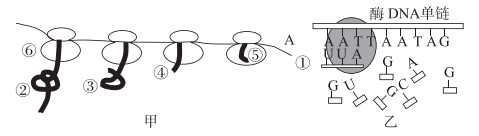 酶 DNA单链
A A T T A A T A G
U U A
⑥ ② ③ ④ ⑤ A ①
G U G G C A G
甲 乙